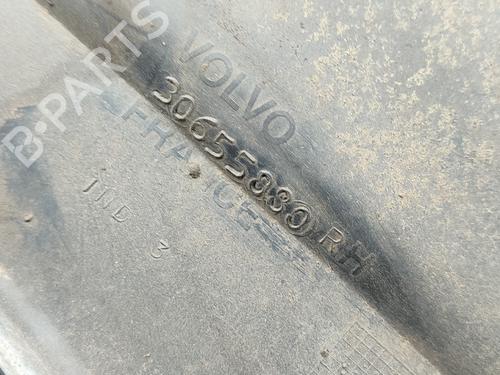 VOLVO
30655880 RH
FRANCE
IND 3
B-PARTS